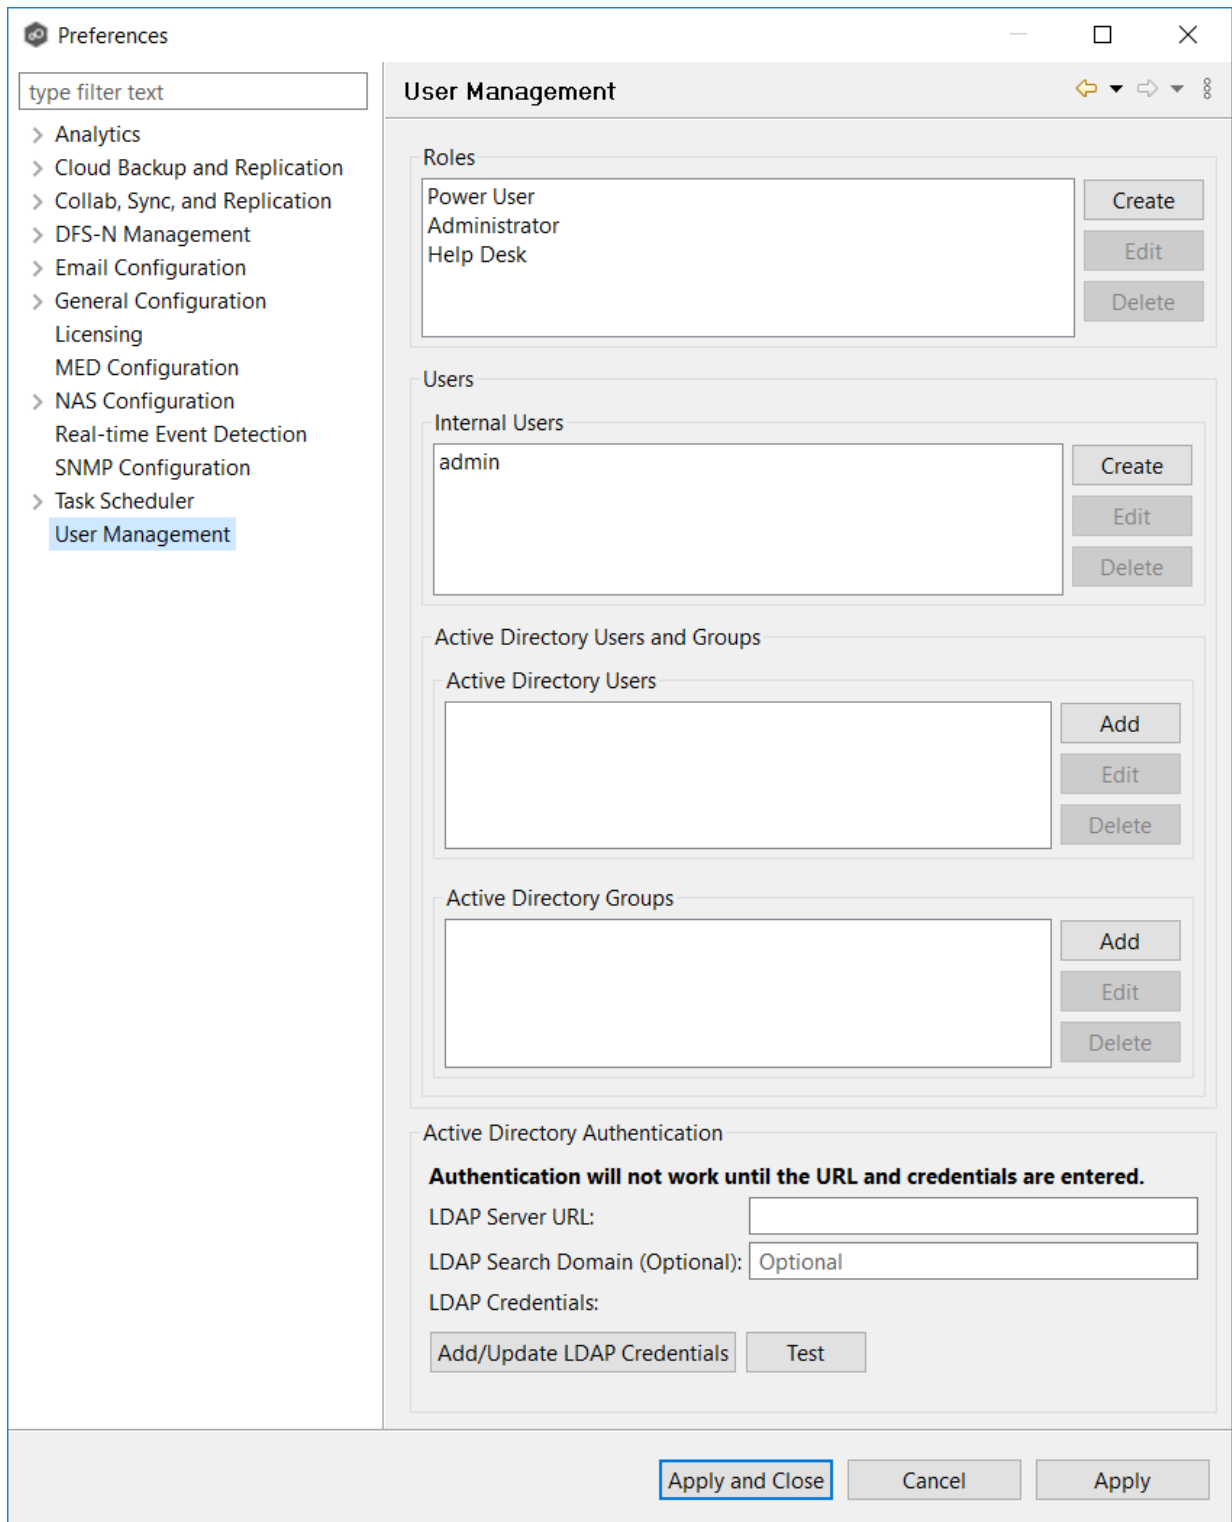 Preferences
type filter text
Analytics
Cloud Backup and Replication
Collab, Sync, and Replication
DFS-N Management
Email Configuration
General Configuration
Licensing
MED Configuration
NAS Configuration
Real-time Event Detection
SNMP Configuration
Task Scheduler
User Management
User Management
Roles
Power User
Administrator
Help Desk
Create
Edit
Delete
Users
Internal Users
admin
Create
Edit
Delete
Active Directory Users and Groups
Active Directory Users
Add
Edit
Delete
Active Directory Groups
Add
Edit
Delete
Active Directory Authentication
Authentication will not work until the URL and credentials are entered.
LDAP Server URL:
LDAP Search Domain (Optional): Optional
LDAP Credentials:
Add/Update LDAP Credentials Test
Apply and Close Cancel Apply